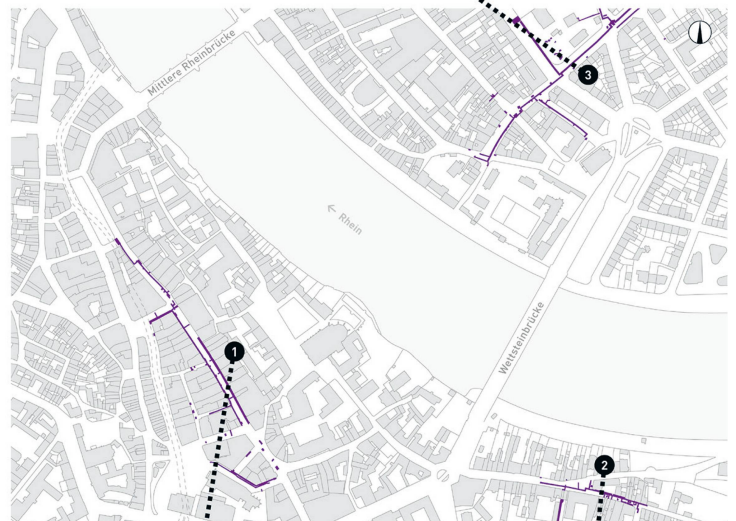 Mittlere Rheinbrücke
3
← Rhein
Wettsteinbrücke
1
2